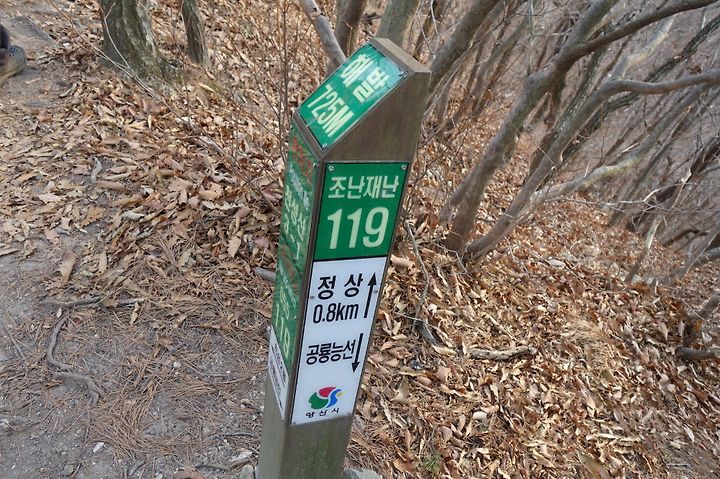 해발
725M
조난재난
119
정상
0.8km
공룡능선
양산시